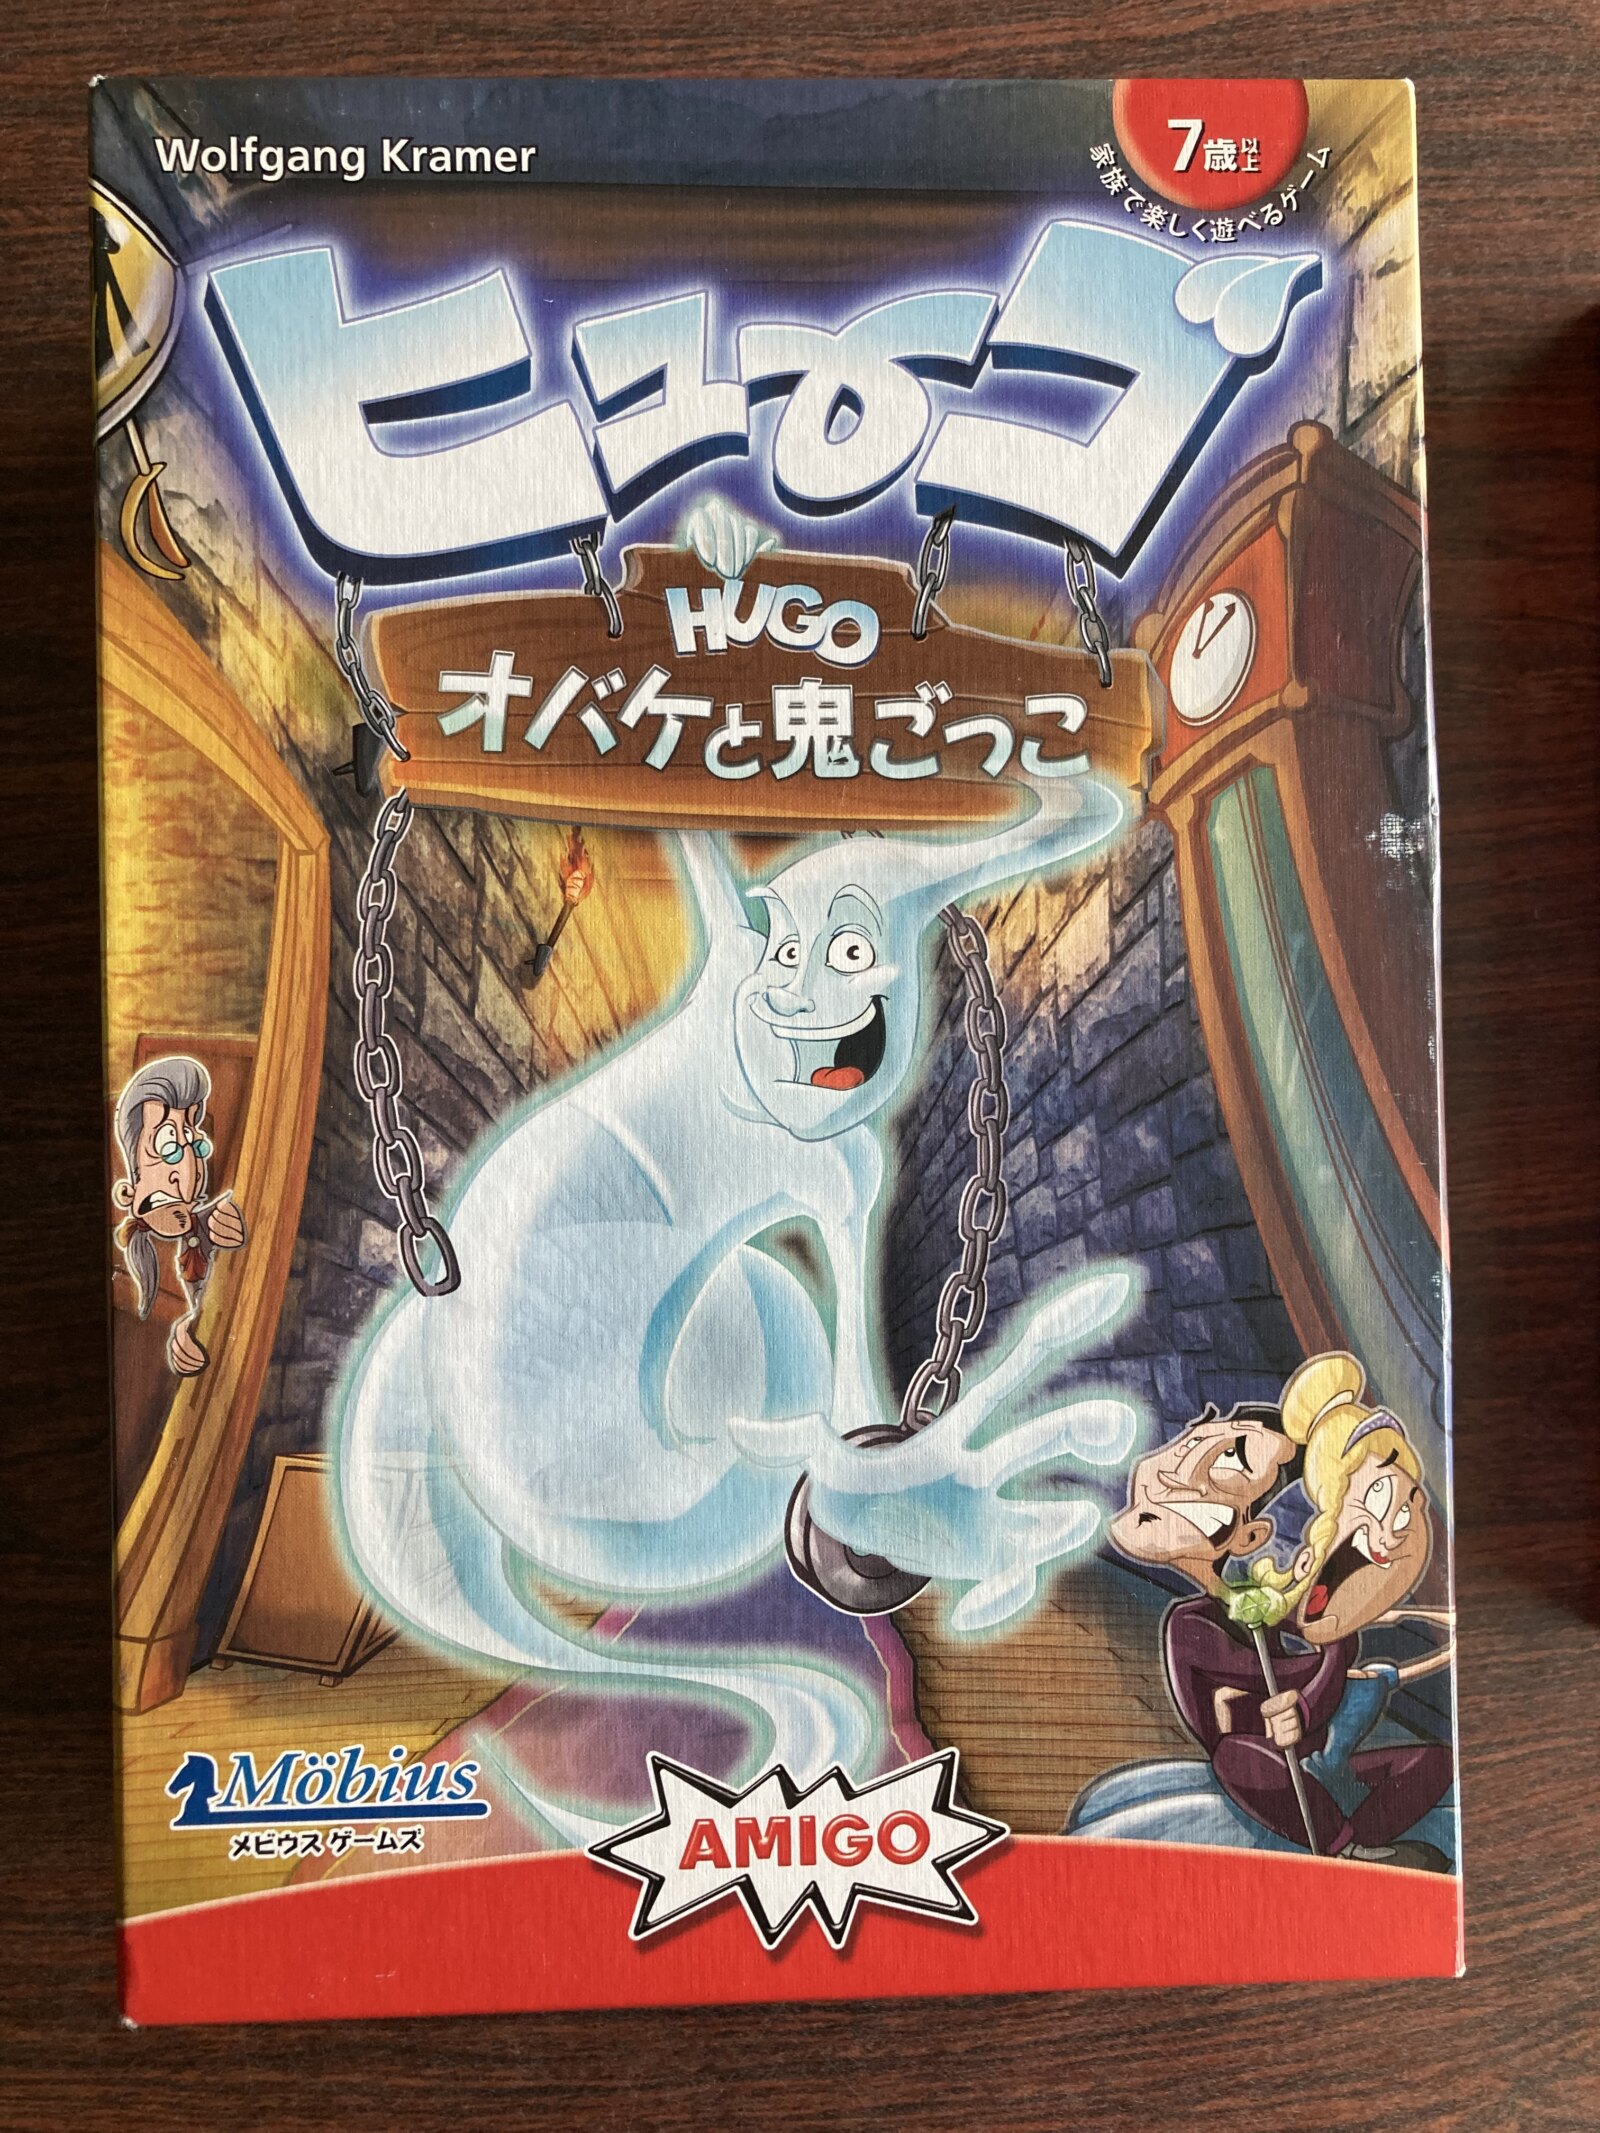 Wolfgang Kramer
7歳以上
家族で楽しく遊べるゲーム
ヒューゴ
HUGO
オバケと鬼ごっこ
Möbius
メビウスゲームズ
AMIGO